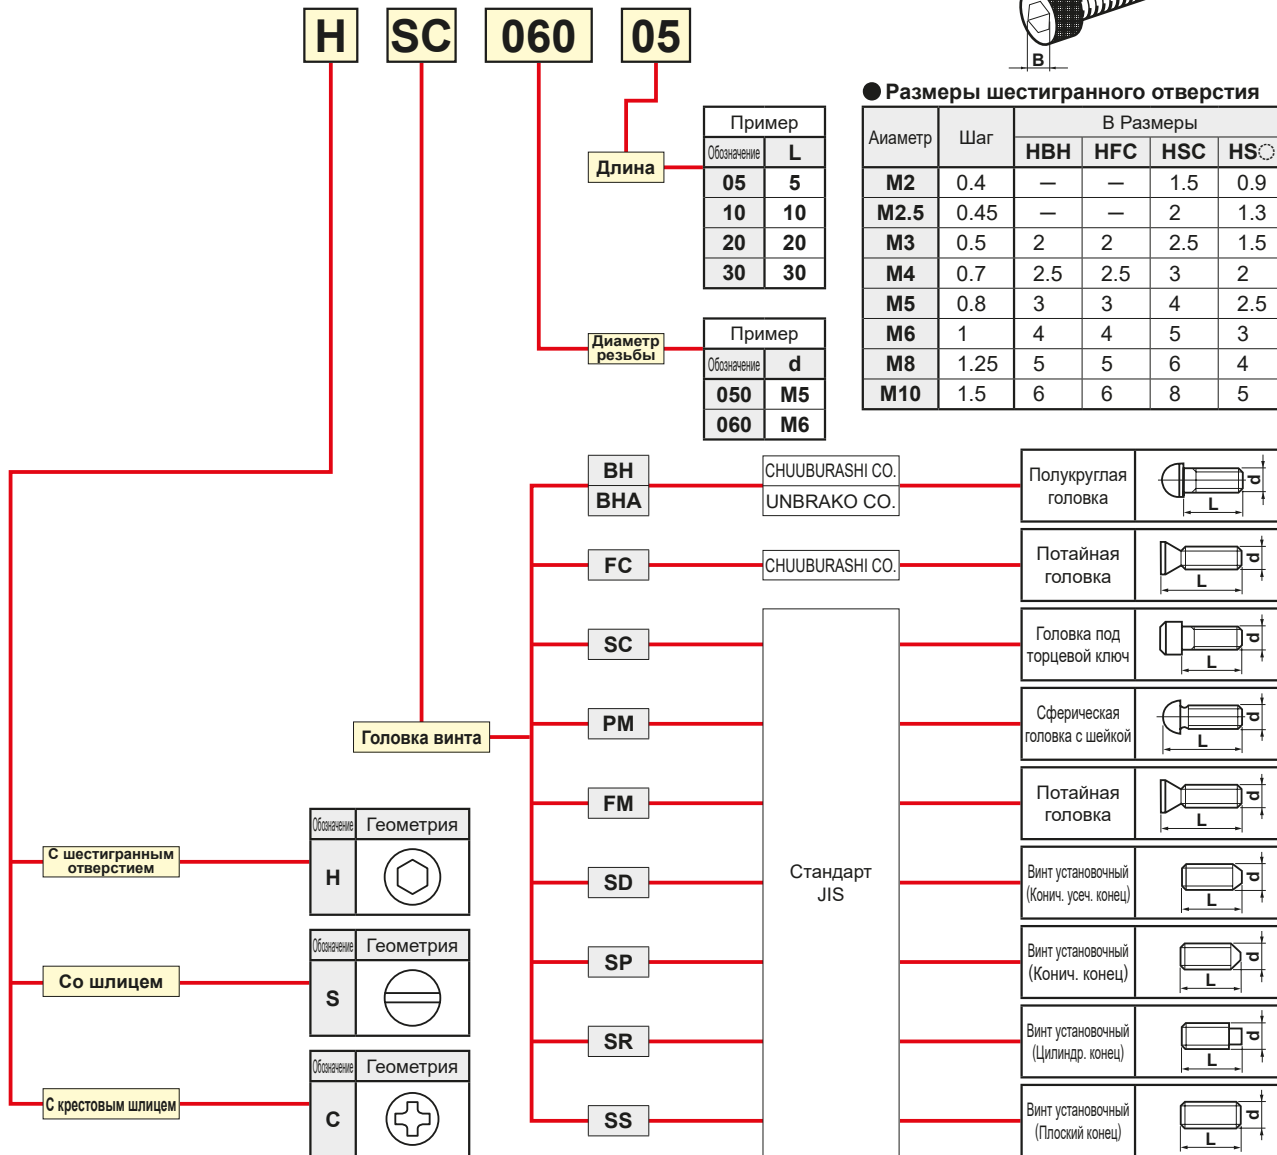 H SC 060 05
B
● Размеры шестигранного отверстия
Аиаметр Шаг В Размеры
HBH HFC HSC HS◌
M2 0.4 — — 1.5 0.9
M2.5 0.45 — — 2 1.3
M3 0.5 2 2 2.5 1.5
M4 0.7 2.5 2.5 3 2
M5 0.8 3 3 4 2.5
M6 1 4 4 5 3
M8 1.25 5 5 6 4
M10 1.5 6 6 8 5
Длина
Пример
Обозначение L
05 5
10 10
20 20
30 30
Диаметр
резьбы
Пример
Обозначение d
050 M5
060 M6
Головка винта
BH CHUUBURASHI CO.
BHA UNBRAKO CO.
Полукруглая
головка
L d
FC CHUUBURASHI CO.
Потайная
головка
L d
SC
Головка под
торцевой ключ
L d
PM
Сферическая
головка с шейкой
L d
FM
Потайная
головка
L d
SD
Стандарт
JIS
Винт установочный
(Конич. усеч. конец)
L d
SP
Винт установочный
(Конич. конец)
L d
SR
Винт установочный
(Цилиндр. конец)
L d
SS
Винт установочный
(Плоский конец)
L d
С шестигранным
отверстием
Обозначение Геометрия
H
Со шлицем
Обозначение Геометрия
S
С крестовым шлицем
Обозначение Геометрия
C